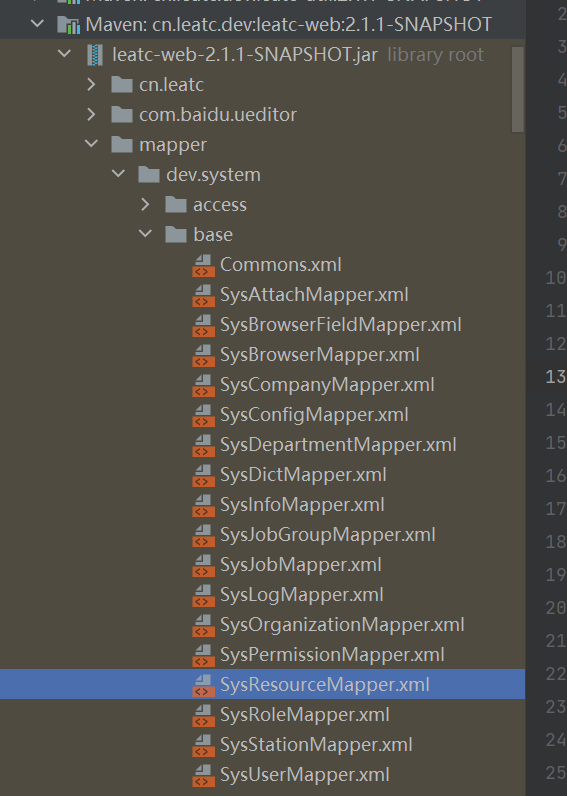 Maven: cn.leatc.dev:leatc-web:2.1.1-SNAPSHOT
leatc-web-2.1.1-SNAPSHOT.jar library root
cn.leatc
com.baidu.ueditor
mapper
dev.system
access
base
Commons.xml
SysAttachMapper.xml
SysBrowserFieldMapper.xml
SysBrowserMapper.xml
SysCompanyMapper.xml
SysConfigMapper.xml
SysDepartmentMapper.xml
SysDictMapper.xml
SysInfoMapper.xml
SysJobGroupMapper.xml
SysJobMapper.xml
SysLogMapper.xml
SysOrganizationMapper.xml
SysPermissionMapper.xml
SysResourceMapper.xml
SysRoleMapper.xml
SysStationMapper.xml
SysUserMapper.xml
2
3
4
5
6
7
8
9
10
11
12
13
14
15
16
17
18
19
20
21
22
23
24
25